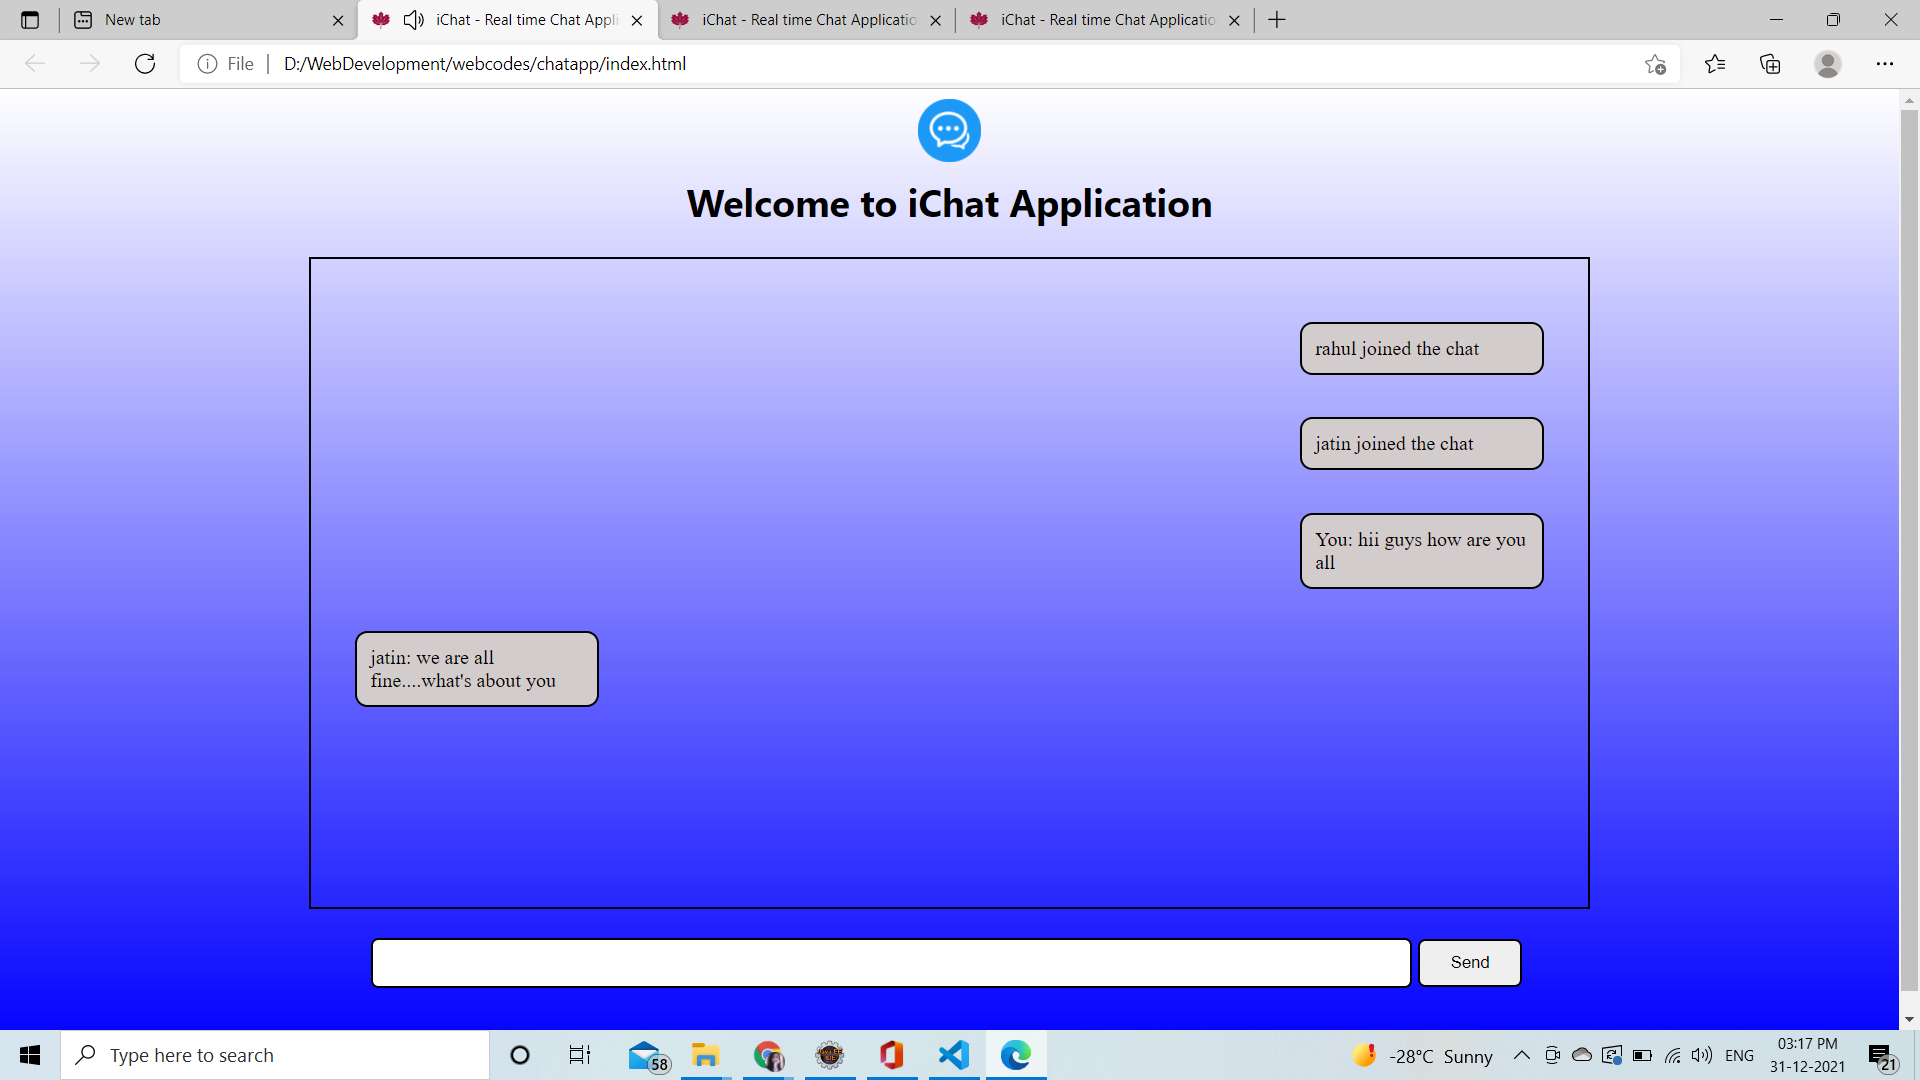 New tab
iChat - Real time Chat Appli
iChat - Real time Chat Applicatio
iChat - Real time Chat Applicatio
File
D:/WebDevelopment/webcodes/chatapp/index.html
Welcome to iChat Application
rahul joined the chat
jatin joined the chat
You: hii guys how are you
all
jatin: we are all
fine....what's about you
Send
Type here to search
58
-28°C Sunny
ENG
03:17 PM
31-12-2021
21